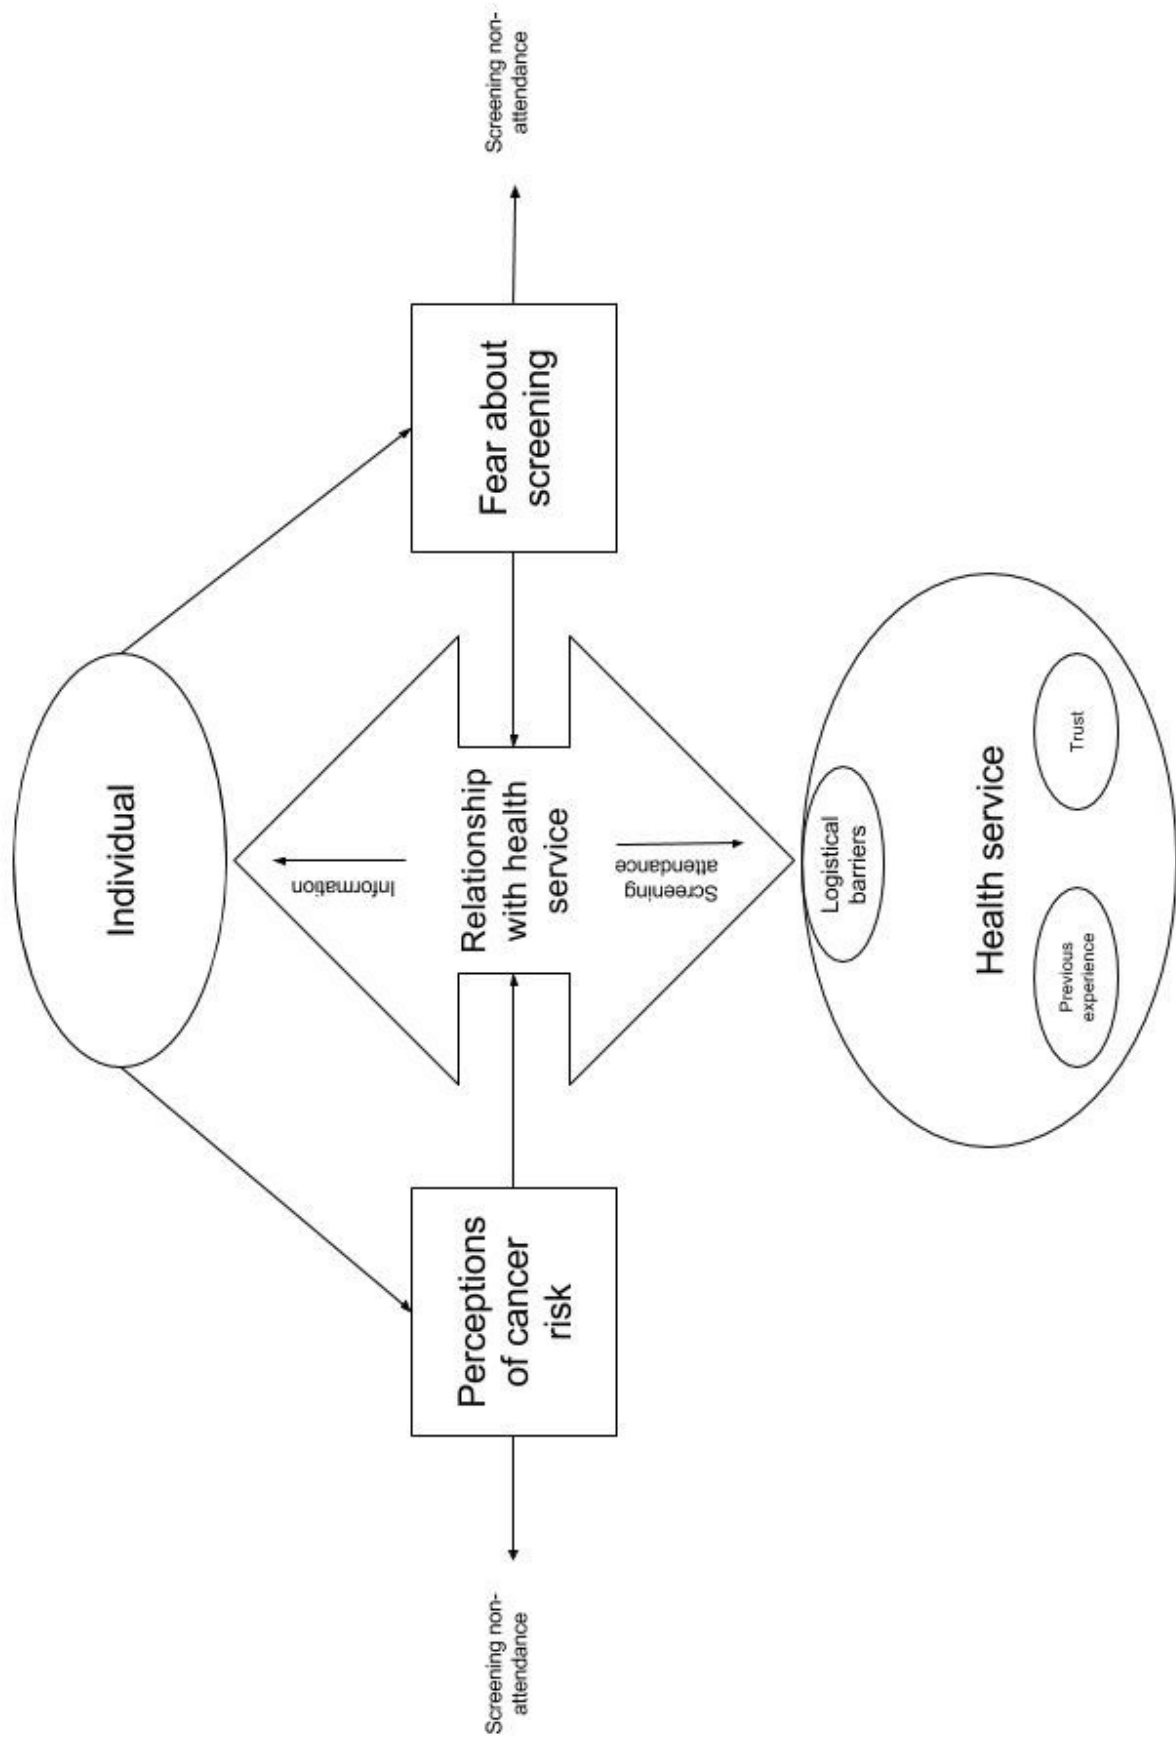 Individual
Information
Perceptions
of cancer
risk
Relationship
with health
service
Fear about
screening
Screening non-
attendance
Screening non-
attendance
Screening
attendance
Logistical
barriers
Health service
Previous
experience
Trust